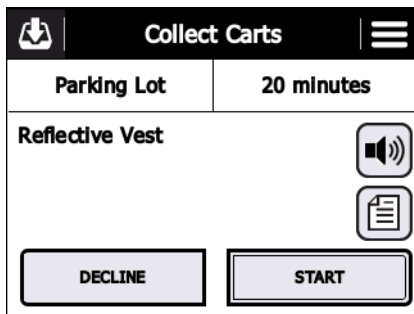 Collect Carts
Parking Lot 20 minutes
Reflective Vest
DECLINE START